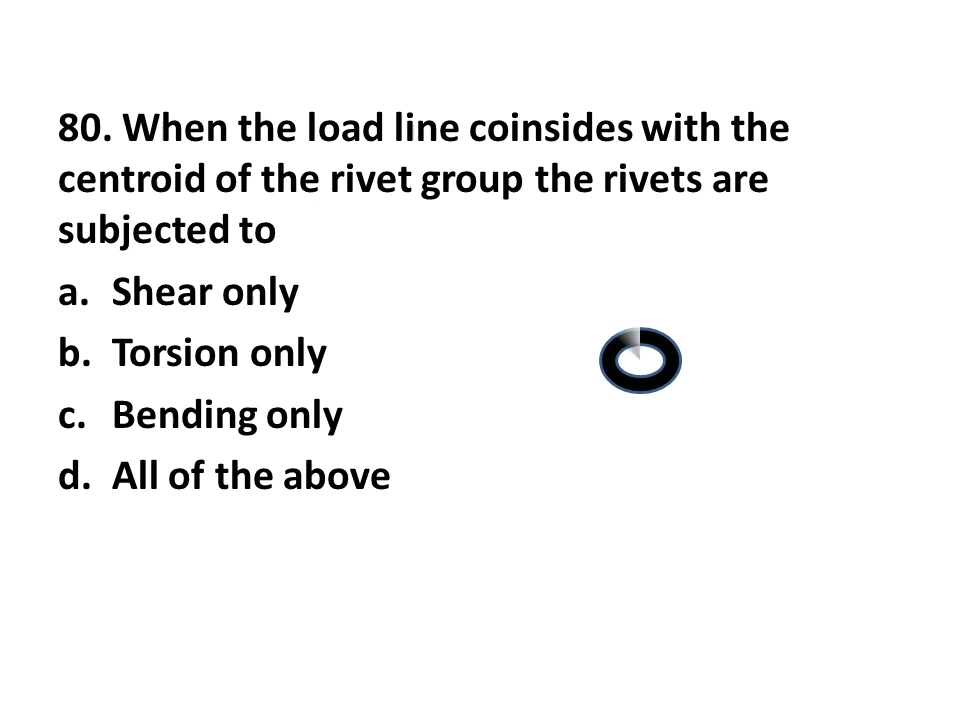 80. When the load line coinsides with the
centroid of the rivet group the rivets are
subjected to
a. Shear only
b. Torsion only
c. Bending only
d. All of the above